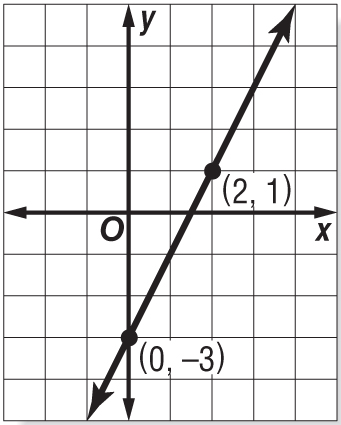 y
(2, 1)
O
x
(0, –3)